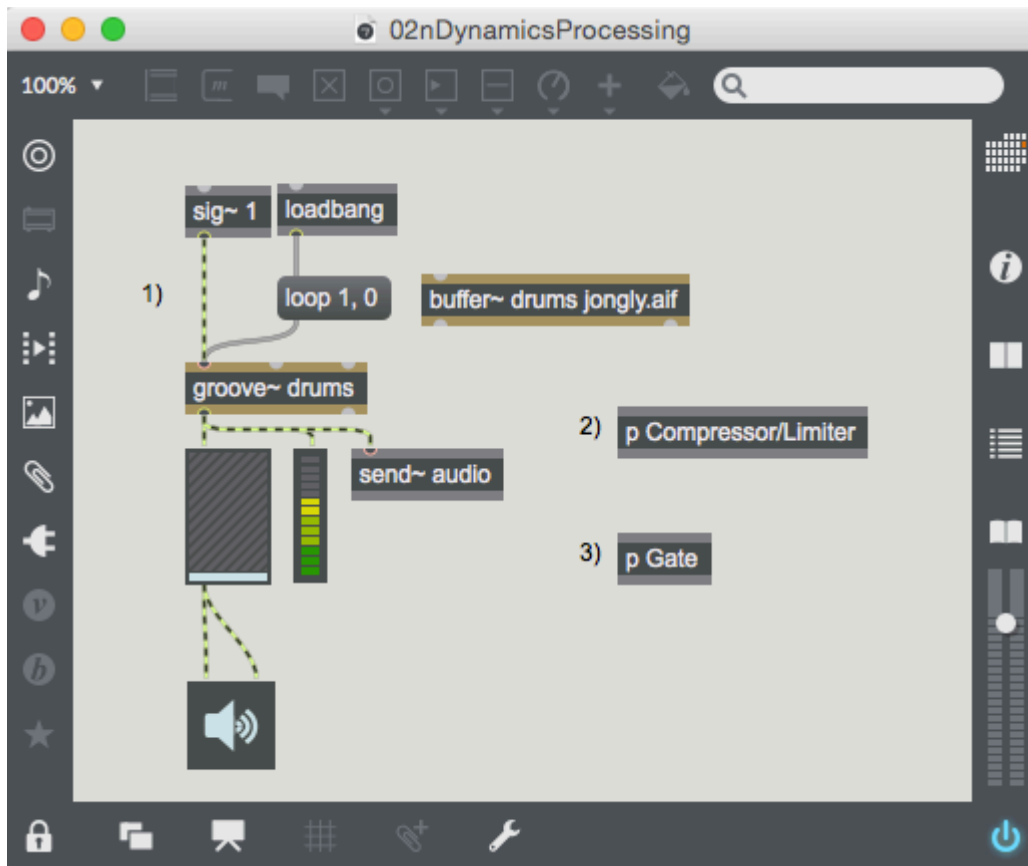 02nDynamicsProcessing
100%
sig~ 1
loadbang
1)
loop 1, 0
buffer~ drums jongly.aif
groove~ drums
2)
p Compressor/Limiter
send~ audio
3)
p Gate